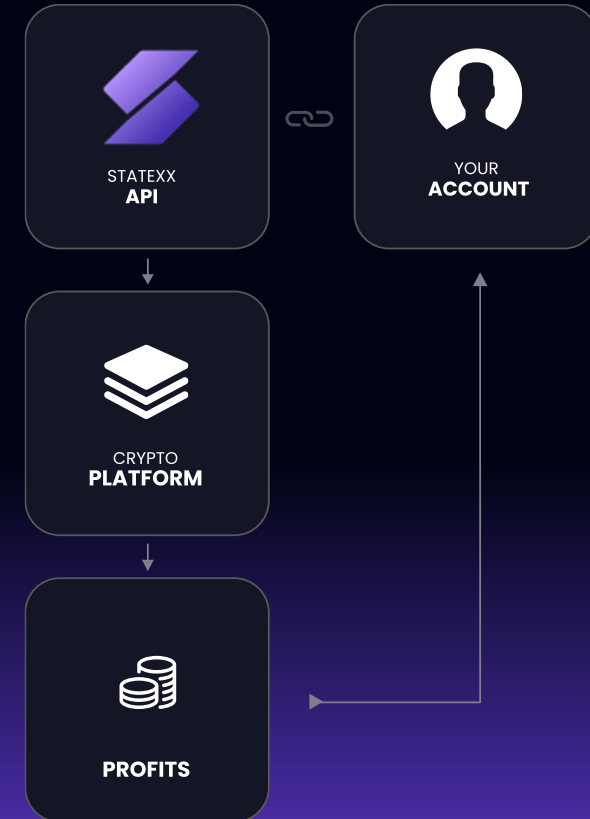 STATEXX
API
YOUR
ACCOUNT
CRYPTO
PLATFORM
PROFITS